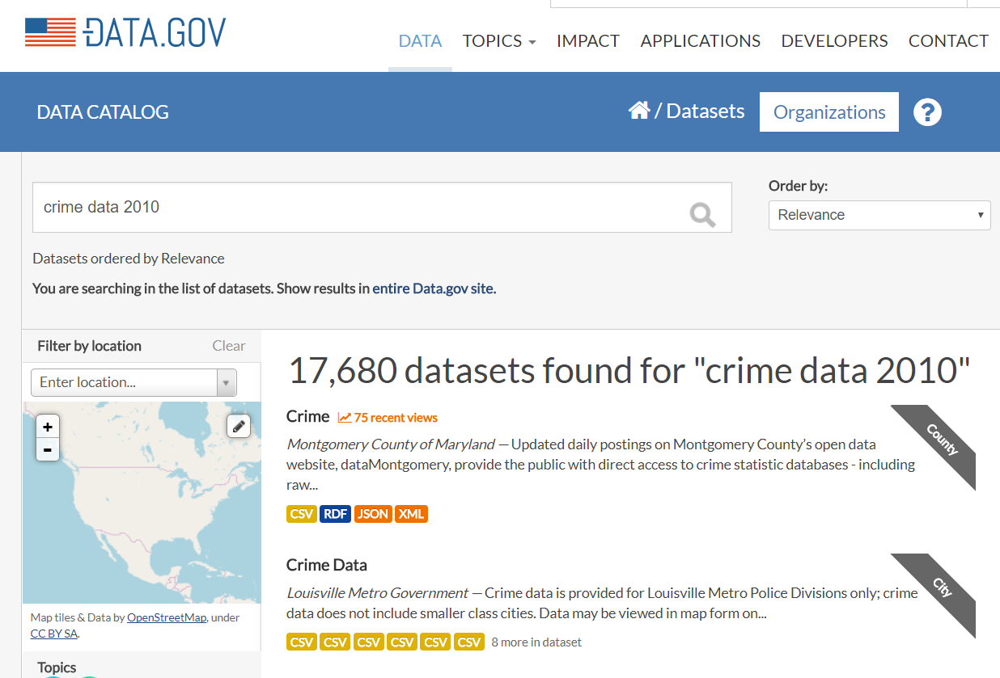 DATA.GOV
DATA TOPICS IMPACT APPLICATIONS DEVELOPERS CONTACT
DATA CATALOG
/ Datasets Organizations ?
crime data 2010
Order by:
Relevance
Datasets ordered by Relevance
You are searching in the list of datasets. Show results in entire Data.gov site.
Filter by location Clear
Enter location...
+
-
Map tiles & Data by OpenStreetMap, under
CC BY SA.
Topics
17,680 datasets found for "crime data 2010"
Crime 75 recent views
County
Montgomery County of Maryland — Updated daily postings on Montgomery County's open data
website, dataMontgomery, provide the public with direct access to crime statistic databases - including
raw...
CSV RDF JSON XML
Crime Data
City
Louisville Metro Government — Crime data is provided for Louisville Metro Police Divisions only; crime
data does not include smaller class cities. Data may be viewed in map form on...
CSV CSV CSV CSV CSV CSV 8 more in dataset